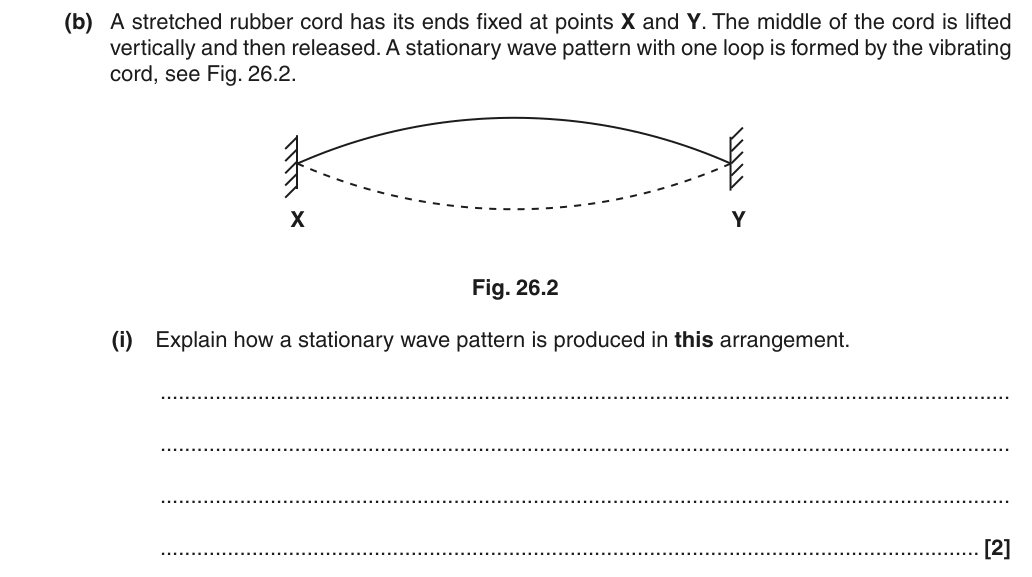 (b) A stretched rubber cord has its ends fixed at points X and Y. The middle of the cord is lifted
vertically and then released. A stationary wave pattern with one loop is formed by the vibrating
cord, see Fig. 26.2.
X Y
Fig. 26.2
(i) Explain how a stationary wave pattern is produced in this arrangement.
[2]